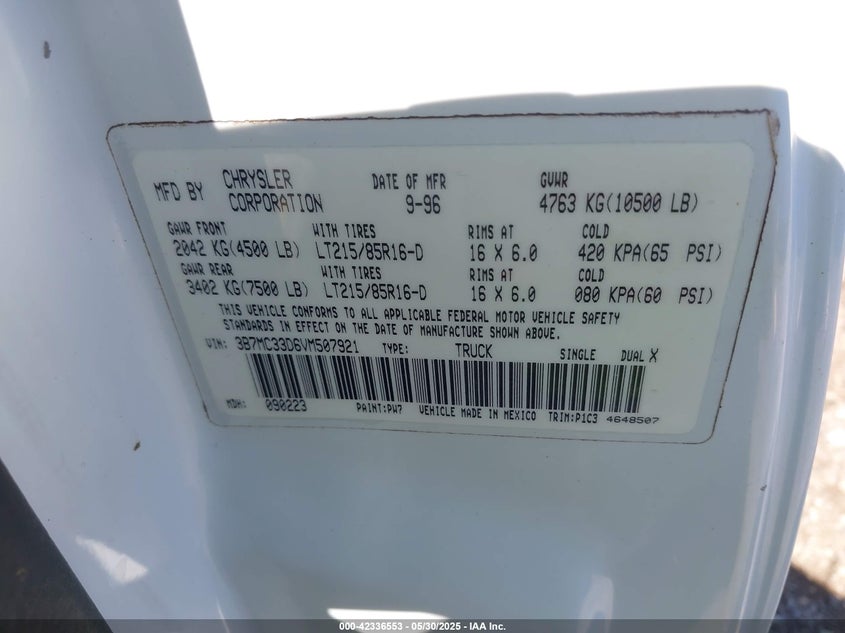 MFD BY CHRYSLER CORPORATION DATE OF MFR 9-96 GVWR 4763 KG(10500 LB)
GAWR FRONT WITH TIRES RIMS AT COLD
2042 KG(4500 LB) LT215/85R16-D 16 X 6.0 420 KPA(65 PSI)
GAWR REAR WITH TIRES RIMS AT COLD
3402 KG(7500 LB) LT215/85R16-D 16 X 6.0 080 KPA(60 PSI)
THIS VEHICLE CONFORMS TO ALL APPLICABLE FEDERAL MOTOR VEHICLE SAFETY
STANDARDS IN EFFECT ON THE DATE OF MANUFACTURE SHOWN ABOVE.
VIN: 3B7MC33D6VM507921 TYPE: TRUCK SINGLE DUAL X
MDH: 090223 PAINT:PW7 VEHICLE MADE IN MEXICO TRIM:P1C3 4648507
000-42336553 — 05/30/2025 — IAA Inc.